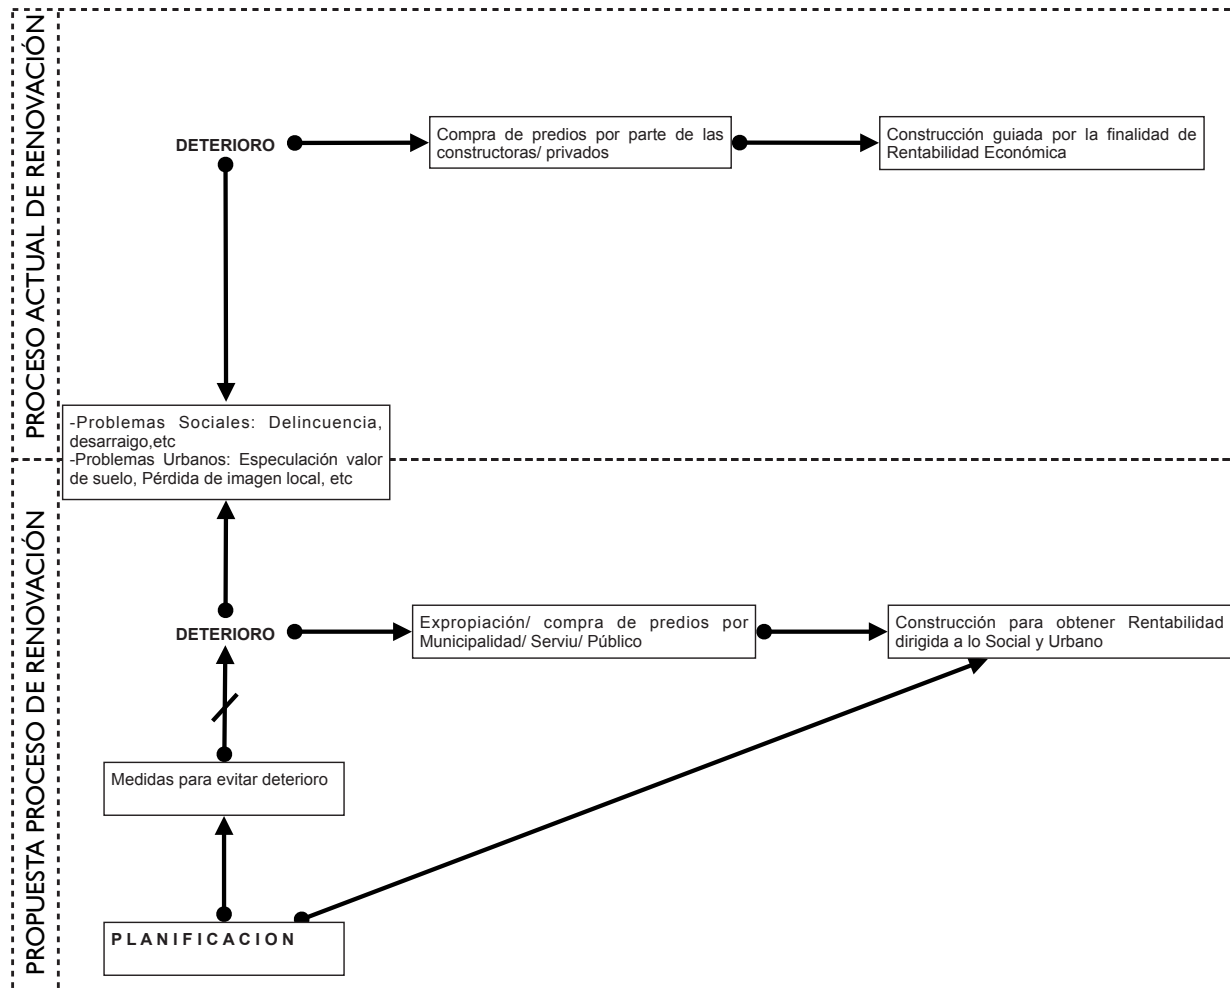 PROCESO ACTUAL DE RENOVACIÓN
DETERIORO
Compra de predios por parte de las
constructoras/ privados
Construcción guiada por la finalidad de
Rentabilidad Económica
-Problemas Sociales: Delincuencia,
desarraigo,etc
-Problemas Urbanos: Especulación valor
de suelo, Pérdida de imagen local, etc
PROPUESTA PROCESO DE RENOVACIÓN
DETERIORO
Expropiación/ compra de predios por
Municipalidad/ Serviu/ Público
Construcción para obtener Rentabilidad
dirigida a lo Social y Urbano
Medidas para evitar deterioro
PLANIFICACION